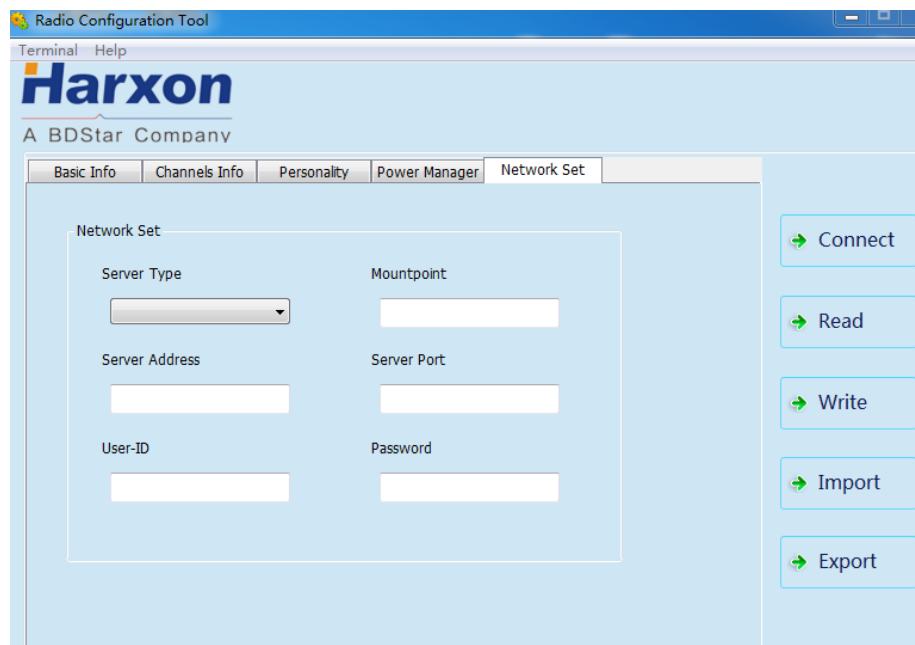 Radio Configuration Tool
Terminal Help
Harxon
A BDStar Company
Basic Info Channels Info Personality Power Manager Network Set
Network Set
Server Type Mountpoint
Server Address Server Port
User-ID Password
Connect
Read
Write
Import
Export